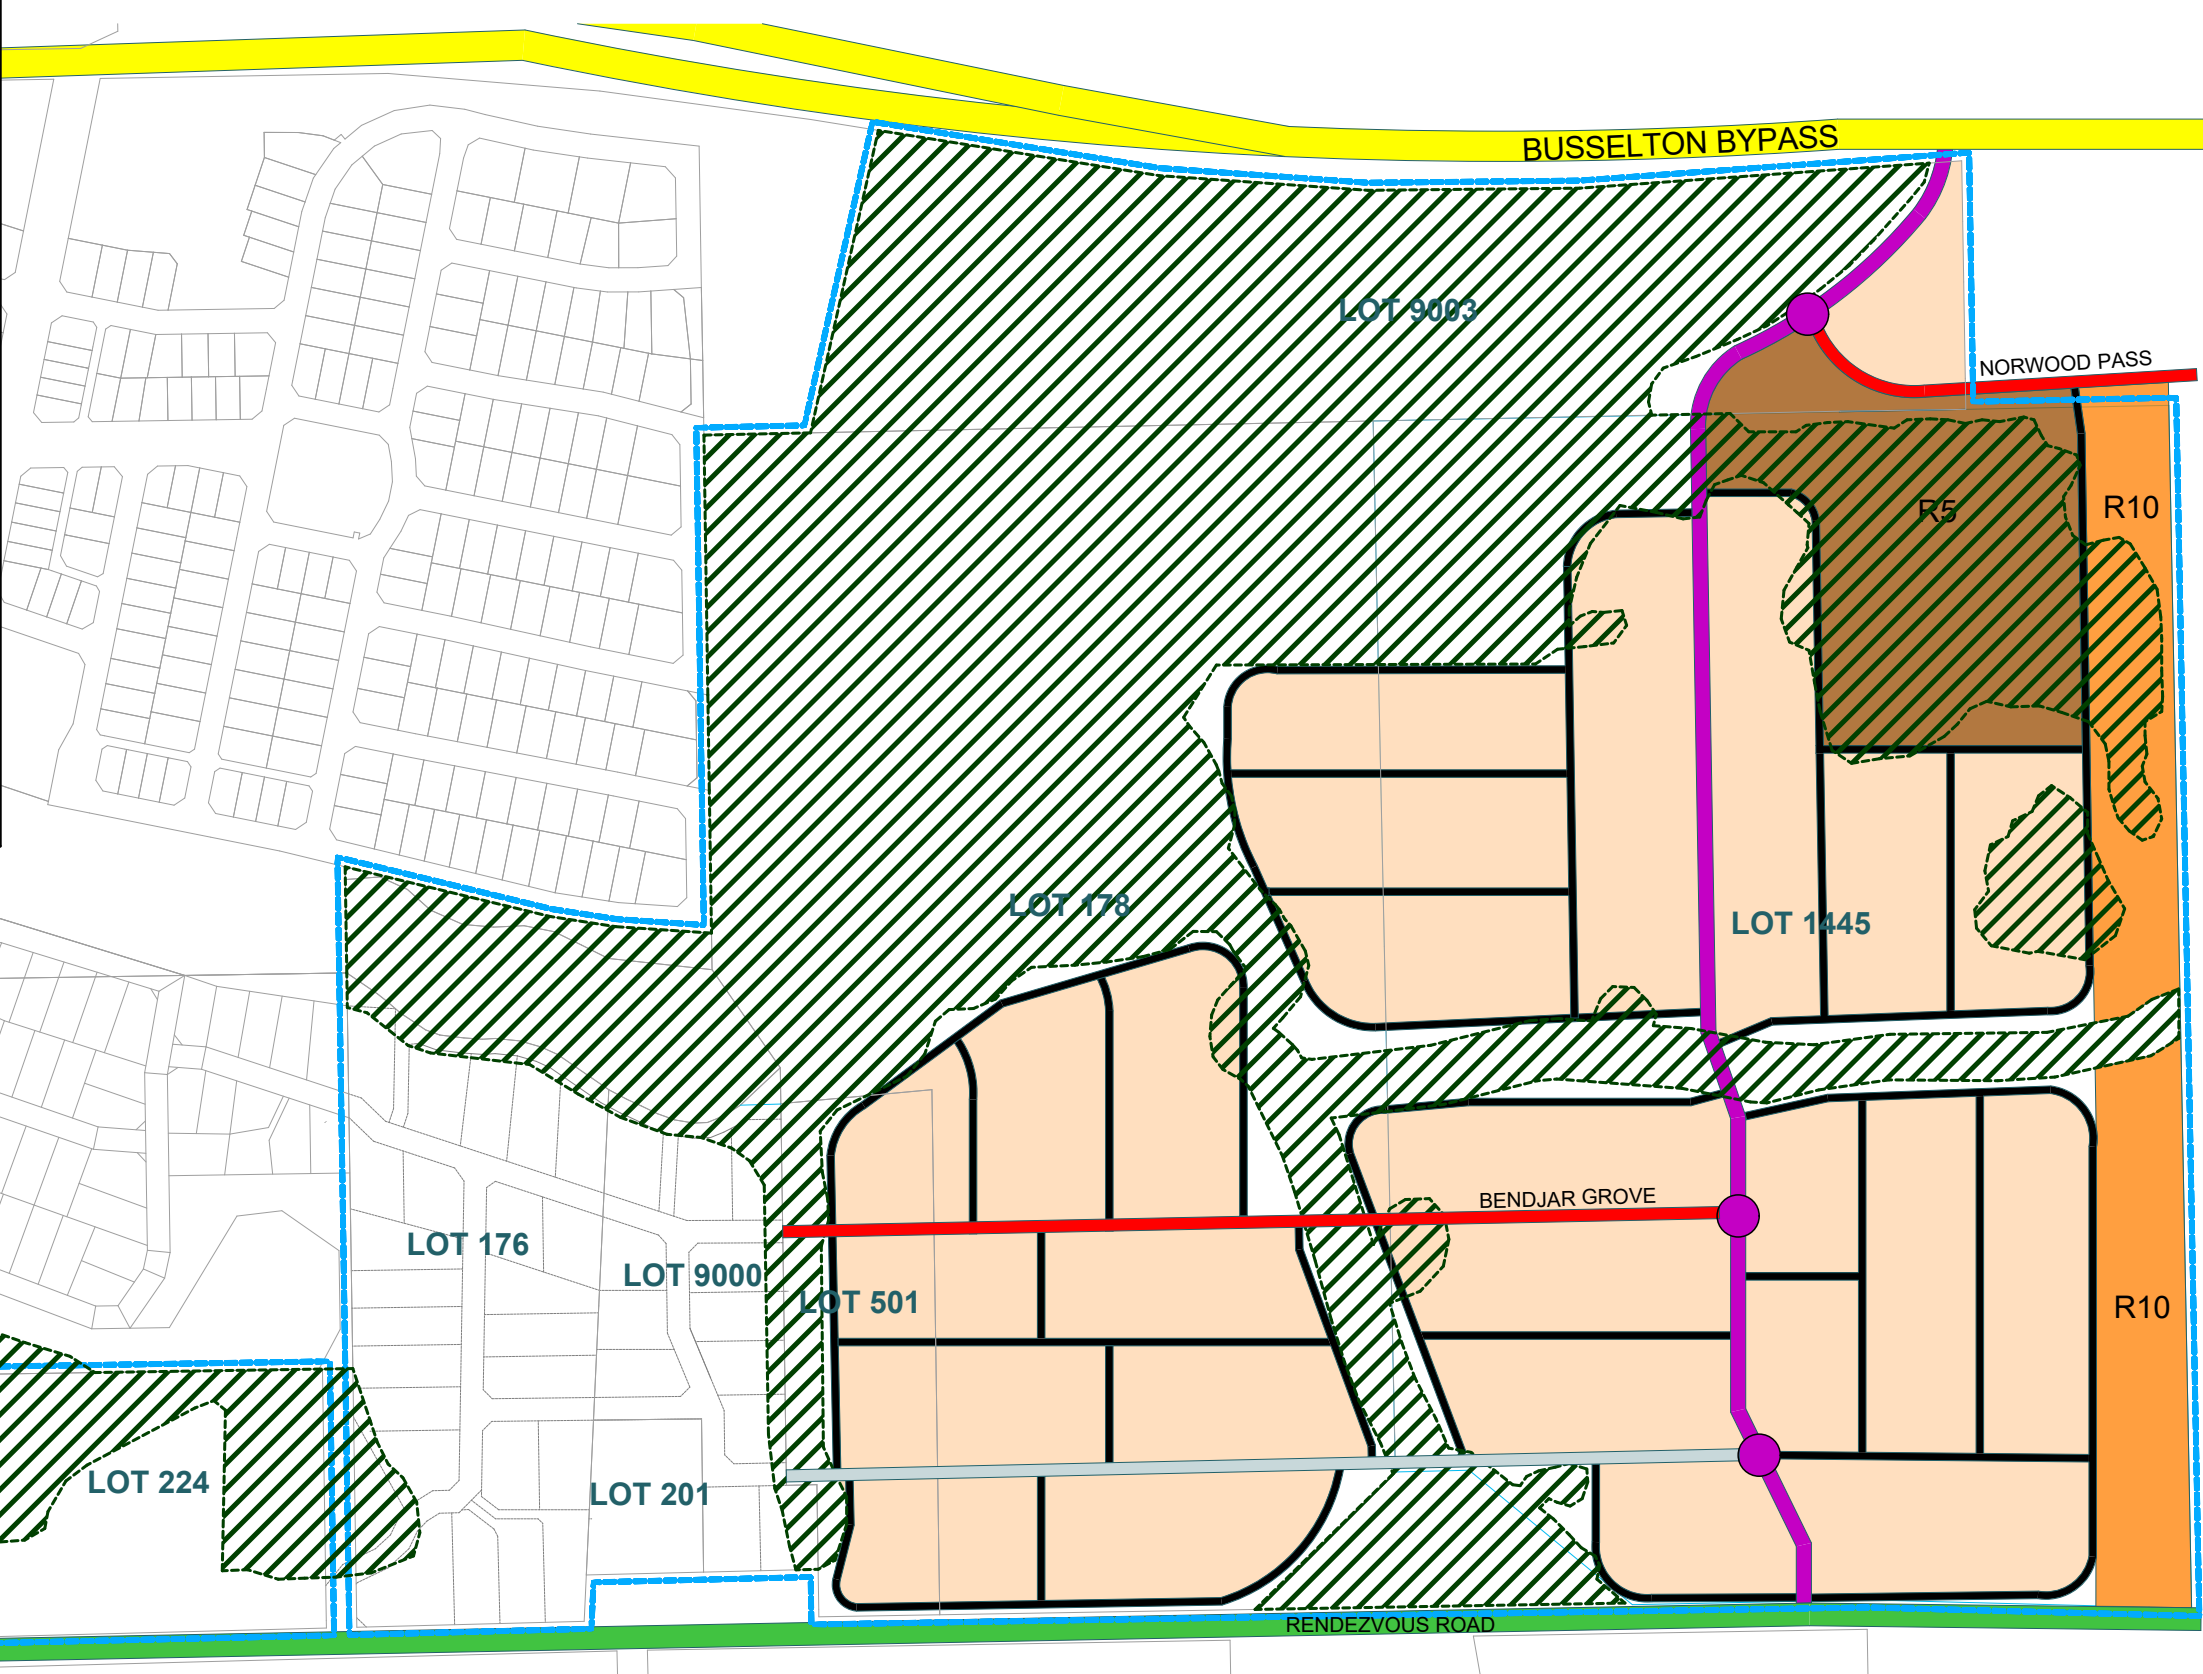 BUSSELTON BYPASS
LOT 9003
NORWOOD PASS
R5
R10
LOT 178
LOT 1445
BENDJAR GROVE
LOT 176
LOT 9000
LOT 501
R10
LOT 224
LOT 201
RENDEZVOUS ROAD